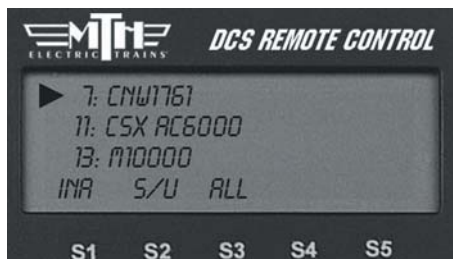 MTH DCS REMOTE CONTROL
ELECTRIC TRAINS
7: CNW1761
11: CSX AC6000
13: M10000
INA S/U ALL
S1 S2 S3 S4 S5